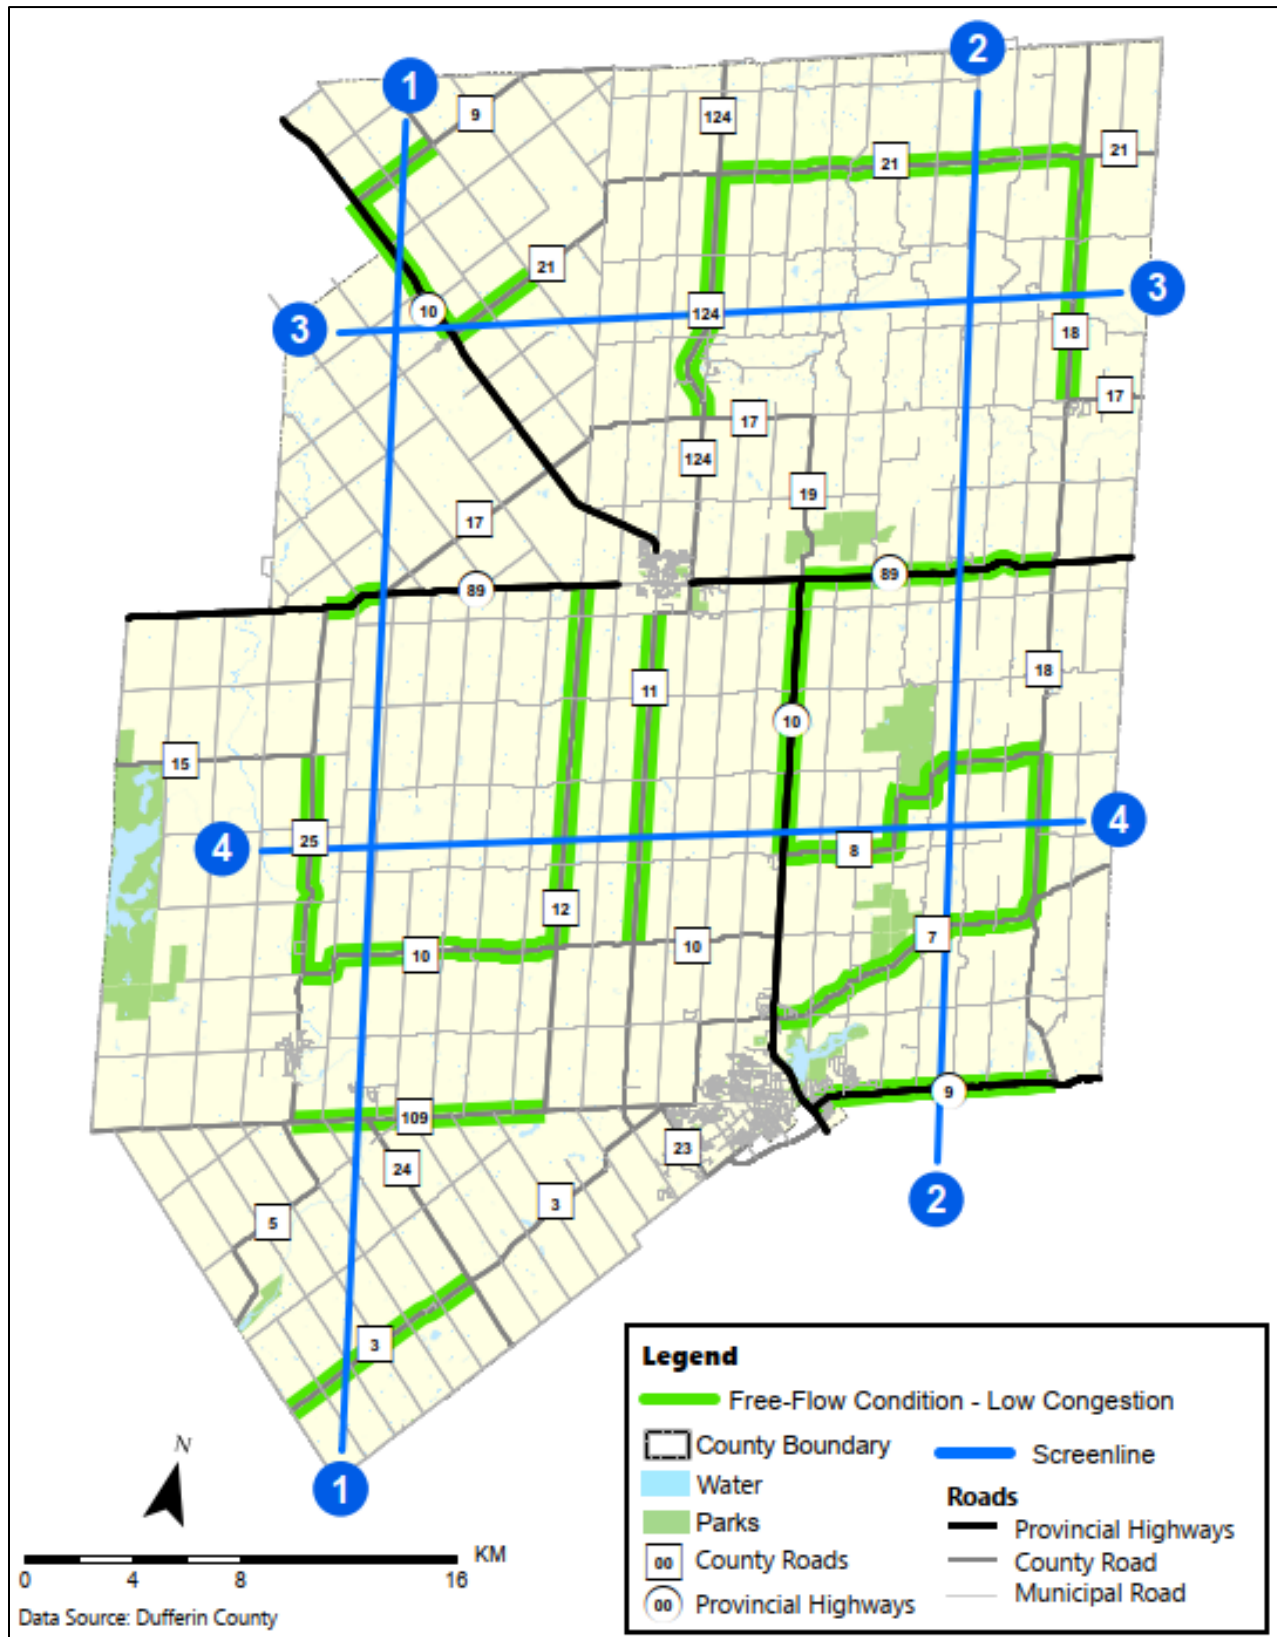 2
1
9
124
21
21
21
3
10
124
3
18
17
17
124
19
17
89
89
18
11
10
15
4
25
8
4
12
7
10
10
9
109
23
24
3
2
5
3
1
Legend
Free-Flow Condition - Low Congestion
County Boundary
Screenline
Water
Roads
Parks
Provincial Highways
00 County Roads
County Road
00 Provincial Highways
Municipal Road
N
KM
0 4 8 16
Data Source: Dufferin County